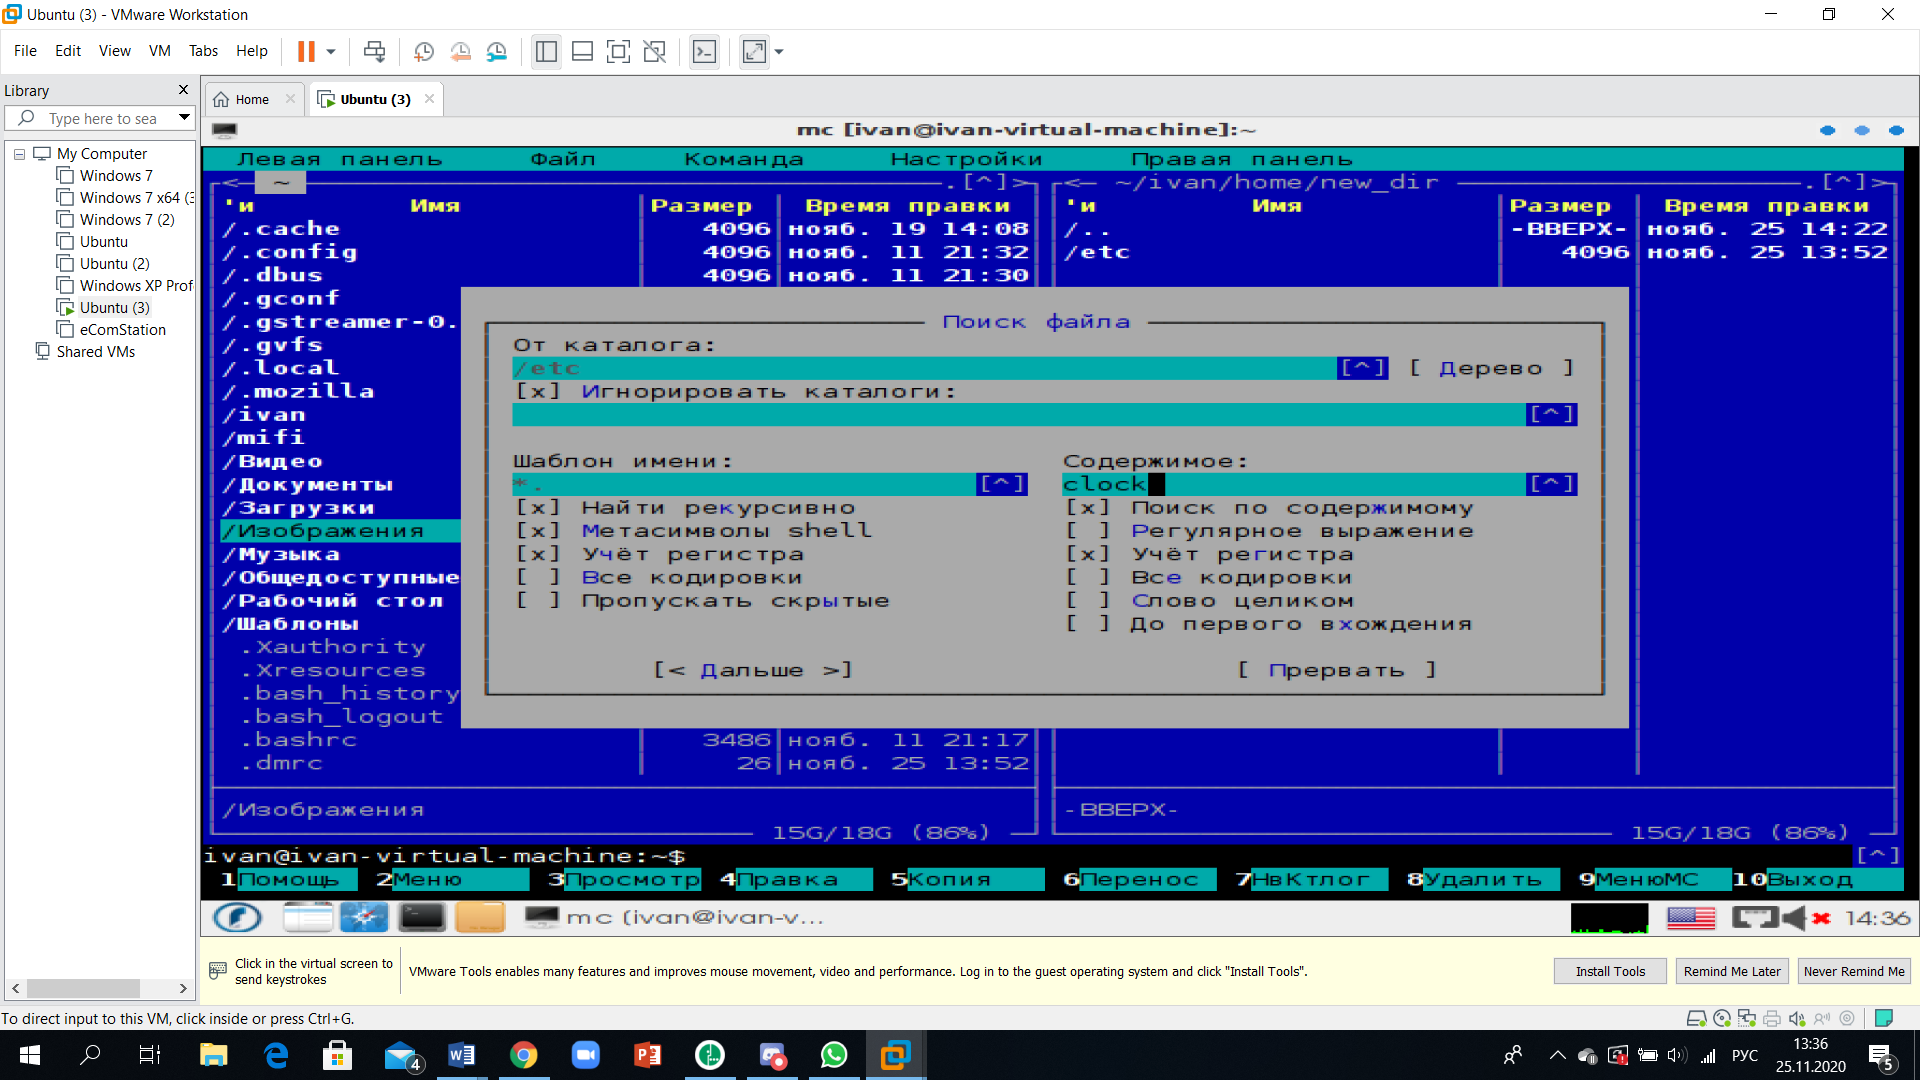 Ubuntu (3) - VMware Workstation
File Edit View VM Tabs Help
Library
Type here to sea
My Computer
Windows 7
Windows 7 x64 (3
Windows 7 (2)
Ubuntu
Ubuntu (2)
Windows XP Prof
Ubuntu (3)
eComStation
Shared VMs
Home
Ubuntu (3)
mc [ivan@ivan-virtual-machine]:~
Левая панель Файл Команда Настройки Правая панель
<— ~ .[^]>
<— ~/ivan/home/new_dir .[^]>
'и Имя Размер Время правки 'и Имя Размер Время правки
/.cache 4096 нояб. 19 14:08 /.. -ВВЕРХ- нояб. 25 14:22
/.config 4096 нояб. 11 21:32 /etc 4096 нояб. 25 13:52
/.dbus 4096 нояб. 11 21:30
/.gconf
/.gstreamer-0.
/.gvfs
/.local
/.mozilla
/ivan
/mifi
/Видео
/Документы
/Загрузки
/Изображения
/Музыка
/Общедоступные
/Рабочий стол
/Шаблоны
.Xauthority
.Xresources
.bash_history
.bash_logout
.bashrc 3486 нояб. 11 21:17
.dmrc 26 нояб. 25 13:52
Поиск файла
От каталога:
/etc [^] [ Дерево ]
[x] Игнорировать каталоги:
[^]
Шаблон имени: Содержимое:
*. [^] clock [^]
[x] Найти рекурсивно [x] Поиск по содержимому
[x] Метасимволы shell [ ] Регулярное выражение
[x] Учёт регистра [x] Учёт регистра
[ ] Все кодировки [ ] Все кодировки
[ ] Пропускать скрытые [ ] Слово целиком
[ ] До первого вхождения
[< Дальше >] [ Прервать ]
/Изображения -ВВЕРХ-
15G/18G (86%) 15G/18G (86%)
ivan@ivan-virtual-machine:~$ [^]
1Помощь 2Меню 3Просмотр 4Правка 5Копия 6Перенос 7НвКтлог 8Удалить 9МенюМС 10Выход
mc (ivan@ivan-v... 14:36
Click in the virtual screen to
send keystrokes
VMware Tools enables many features and improves mouse movement, video and performance. Log in to the guest operating system and click "Install Tools".
Install Tools Remind Me Later Never Remind Me
To direct input to this VM, click inside or press Ctrl+G.
4
РУС
13:36
25.11.2020
5